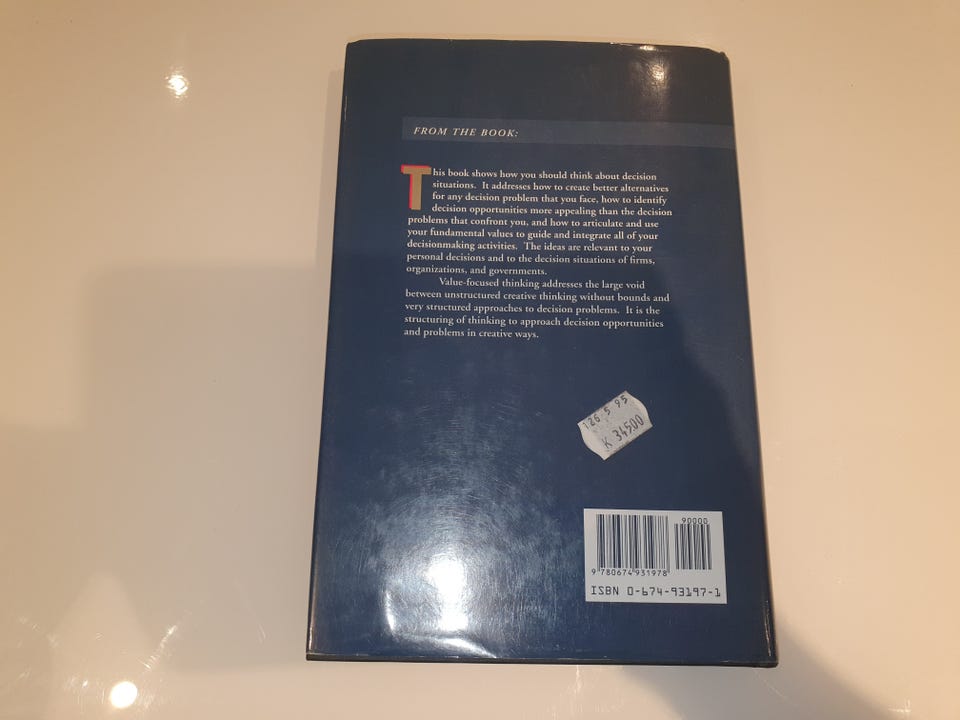 FROM THE BOOK:
This book shows how you should think about decision
situations. It addresses how to create better alternatives
for any decision problem that you face, how to identify
decision opportunities more appealing than the decision
problems that confront you, and how to articulate and use
your fundamental values to guide and integrate all of your
decisionmaking activities. The ideas are relevant to your
personal decisions and to the decision situations of firms,
organizations, and governments.
Value-focused thinking addresses the large void
between unstructured creative thinking without bounds and
very structured approaches to decision problems. It is the
structuring of thinking to approach decision opportunities
and problems in creative ways.
126 5 95
K 34500
90000
9 780674 931978
ISBN 0-674-93197-1